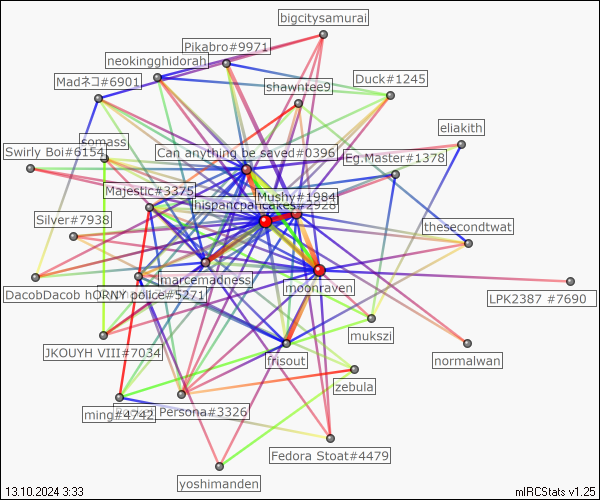 bigcitysamurai
Pikabro#9971
neokingghidorah
Madネコ#6901
Duck#1245
shawntee9
eliakith
somass
Swirly Boi#6154
Can anything be saved#0396
Eg.Master#1378
Majestic#3375
Mushy#1984
hispancpancakes#2928
Silver#7938
thesecondtwat
marcemadness
moonraven
DacobDacob hORNY police#5271
LPK2387 #7690
mukszi
JKOUYH VIII#7034
frisout
normalwan
zebula
ming#4742
Persona#3326
Fedora Stoat#4479
yoshimanden
13.10.2024 3:33
mIRCStats v1.25